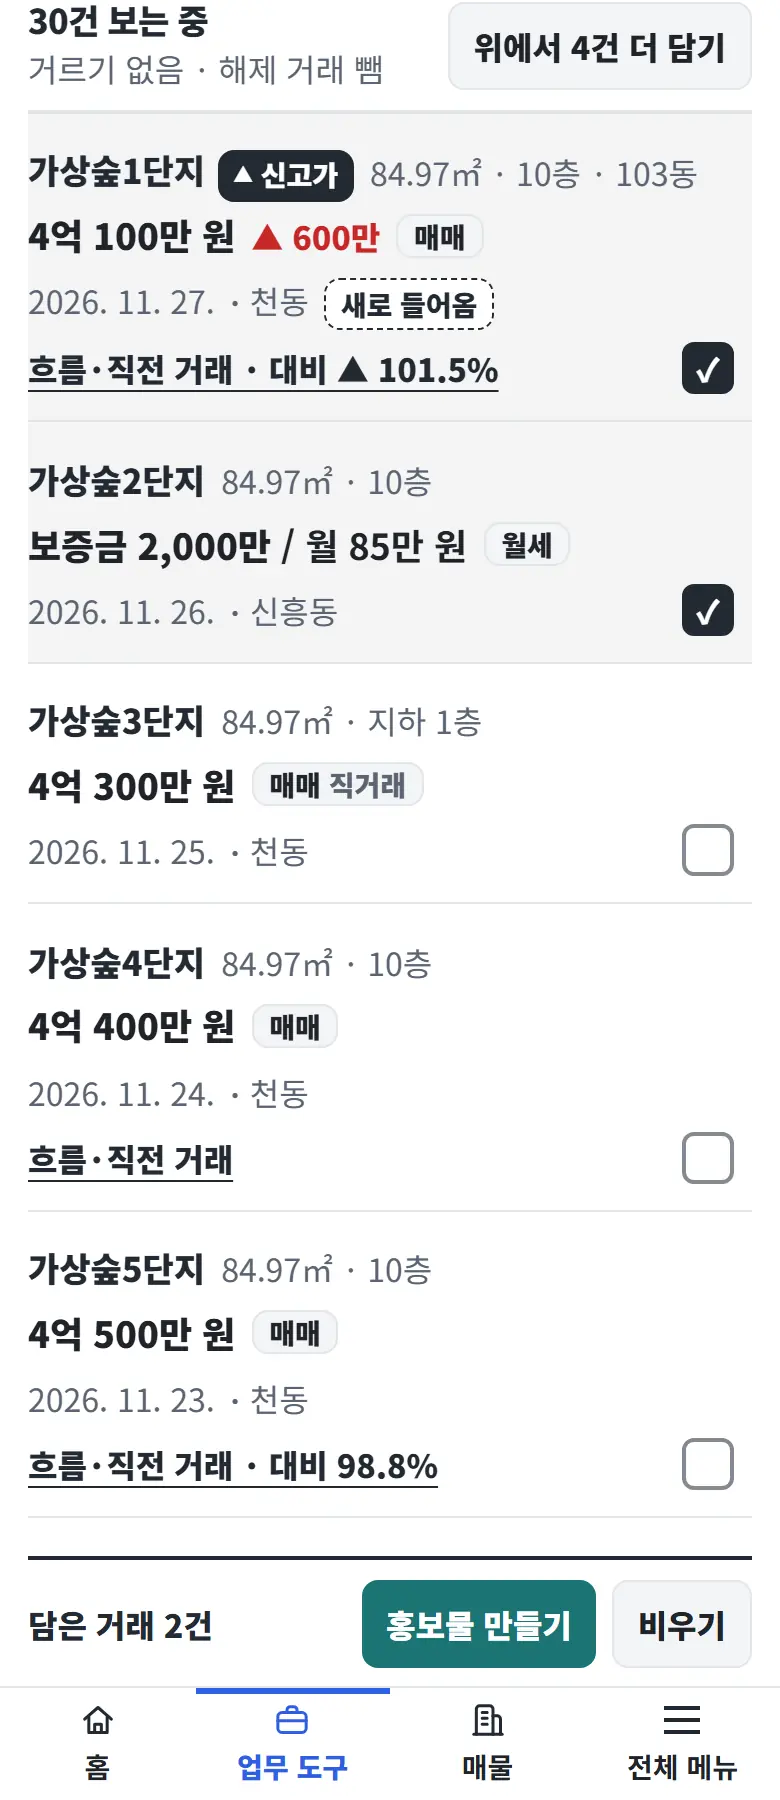 30건 보는 중
거르기 없음 · 해제 거래 뺌
위에서 4건 더 담기
가상숲1단지 ▲ 신고가 84.97㎡ · 10층 · 103동
4억 100만 원 ▲ 600만 매매
2026. 11. 27. · 천동 새로 들어옴
흐름·직전 거래 · 대비 ▲ 101.5%
가상숲2단지 84.97㎡ · 10층
보증금 2,000만 / 월 85만 원 월세
2026. 11. 26. · 신흥동
가상숲3단지 84.97㎡ · 지하 1층
4억 300만 원 매매 직거래
2026. 11. 25. · 천동
가상숲4단지 84.97㎡ · 10층
4억 400만 원 매매
2026. 11. 24. · 천동
흐름·직전 거래
가상숲5단지 84.97㎡ · 10층
4억 500만 원 매매
2026. 11. 23. · 천동
흐름·직전 거래 · 대비 98.8%
담은 거래 2건 홍보물 만들기 비우기
홈 업무 도구 매물 전체 메뉴